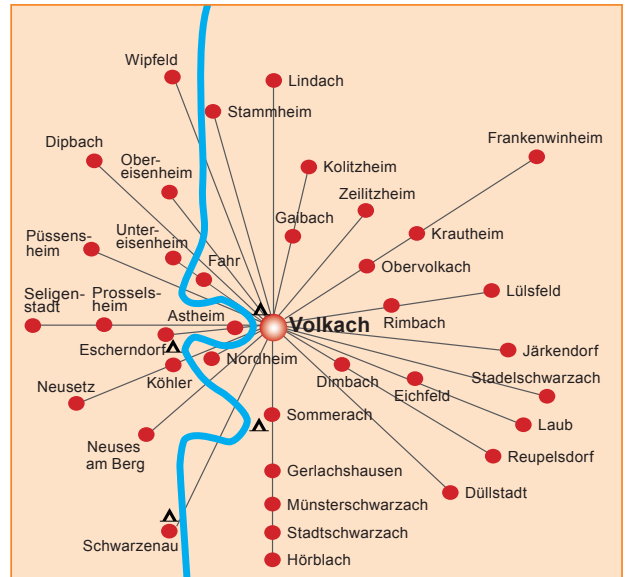 Wipfeld
Lindach
Stammheim
Frankenwinheim
Dipbach
Ober-
eisenheim
Kolitzheim
Zeilitzheim
Gaibach
Krautheim
Püssens-
heim
Unter-
eisenheim
Fahr
Obervolkach
Seligen-
stadt
Prossels-
heim
Lülsfeld
Astheim
Volkach
Rimbach
Escherndorf
Nordheim
Järkendorf
Köhler
Dimbach
Stadelschwarzach
Neusetz
Eichfeld
Sommerach
Laub
Neuses
am Berg
Reupelsdorf
Gerlachshausen
Düllstadt
Münsterschwarzach
Stadtschwarzach
Schwarzenau
Hörblach